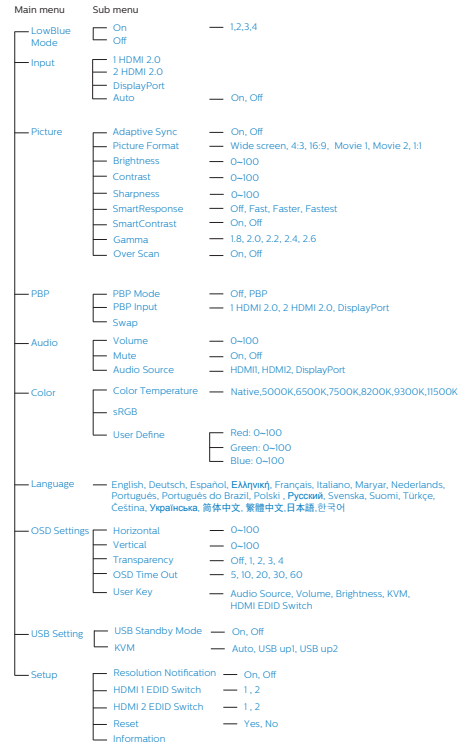 Main menu Sub menu
LowBlue Mode On 1,2,3,4
Off
Input 1 HDMI 2.0
2 HDMI 2.0
DisplayPort
Auto On, Off
Picture Adaptive Sync On, Off
Picture Format Wide screen, 4:3, 16:9, Movie 1, Movie 2, 1:1
Brightness 0~100
Contrast 0~100
Sharpness 0~100
SmartResponse Off, Fast, Faster, Fastest
SmartContrast On, Off
Gamma 1.8, 2.0, 2.2, 2.4, 2.6
Over Scan On, Off
PBP PBP Mode Off, PBP
PBP Input 1 HDMI 2.0, 2 HDMI 2.0, DisplayPort
Swap
Audio Volume 0~100
Mute On, Off
Audio Source HDMI1, HDMI2, DisplayPort
Color Color Temperature Native,5000K,6500K,7500K,8200K,9300K,11500K
sRGB
User Define Red: 0~100
Green: 0~100
Blue: 0~100
Language English, Deutsch, Español, Ελληνική, Français, Italiano, Maryar, Nederlands,
Português, Português do Brazil, Polski , Русский, Svenska, Suomi, Türkçe,
Čeština, Українська, 简体中文, 繁體中文,日本語,한국어
OSD Settings Horizontal 0~100
Vertical 0~100
Transparency Off, 1, 2, 3, 4
OSD Time Out 5, 10, 20, 30, 60
User Key Audio Source, Volume, Brightness, KVM,
HDMI EDID Switch
USB Setting USB Standby Mode On, Off
KVM Auto, USB up1, USB up2
Setup Resolution Notification On, Off
HDMI 1 EDID Switch 1 , 2
HDMI 2 EDID Switch 1 , 2
Reset Yes, No
Information